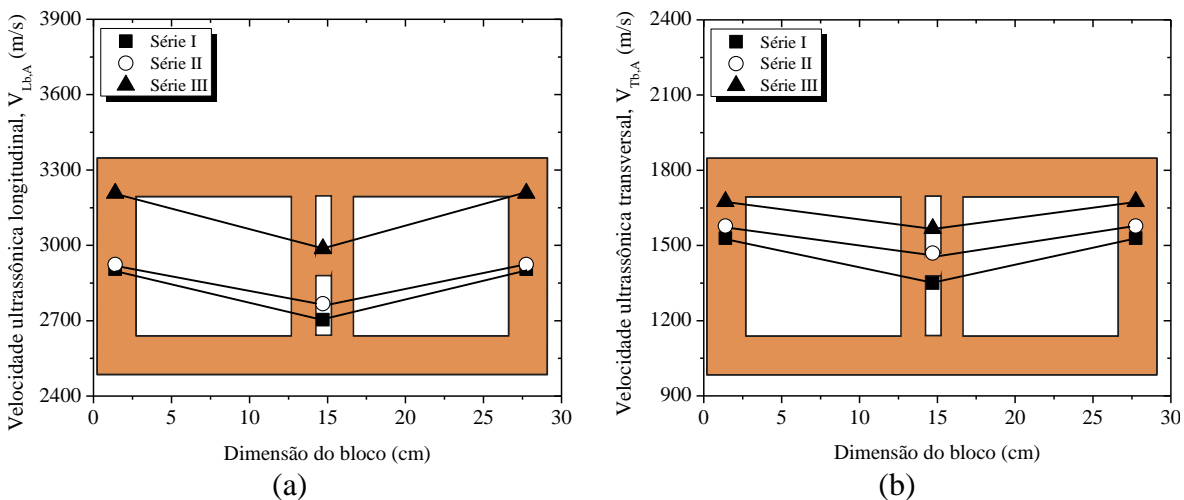 Velocidade ultrassônica longitudinal, V_Lb,A (m/s)
3900
3600
3300
3000
2700
2400
Série I
Série II
Série III
0 5 10 15 20 25 30
Dimensão do bloco (cm)
(a)
Velocidade ultrassônica transversal, V_Tb,A (m/s)
2400
2100
1800
1500
1200
900
Série I
Série II
Série III
0 5 10 15 20 25 30
Dimensão do bloco (cm)
(b)